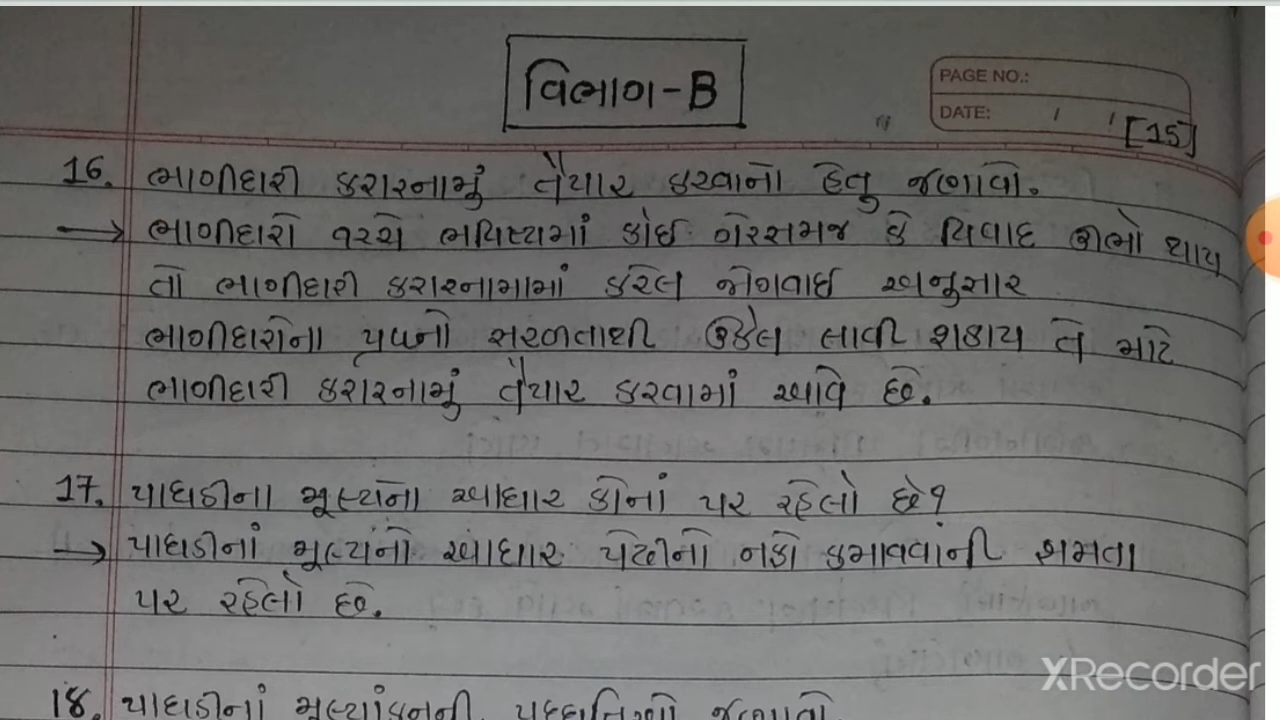 વિભાગ-B
PAGE NO.:
DATE: / /
[15]
16. ભાગીદારી કરારનામું તૈયાર કરવાનો હેતુ જણાવો.
→ ભાગીદારો વચ્ચે ભવિષ્યમાં કોઈ ગેરસમજ કે વિવાદ ઊભો થાય
તો ભાગીદારી કરારનામામાં કરેલ જોગવાઈ અનુસાર
ભાગીદારોના પ્રશ્નો સરળતાથી ઉકેલ લાવી શકાય તે માટે
ભાગીદારી કરારનામું તૈયાર કરવામાં આવે છે.
17. પાઘડીના મૂલ્યના આધાર કોનાં પર રહેલો છે?
→ પાઘડીનાં મૂલ્યનો આધાર પેઢીનો નફો કમાવવાની ક્ષમતા
પર રહેલો છે.
18. પાઘડીનાં મૂલ્યાંકનની પદ્ધતિઓ જણાવો.
XRecorder